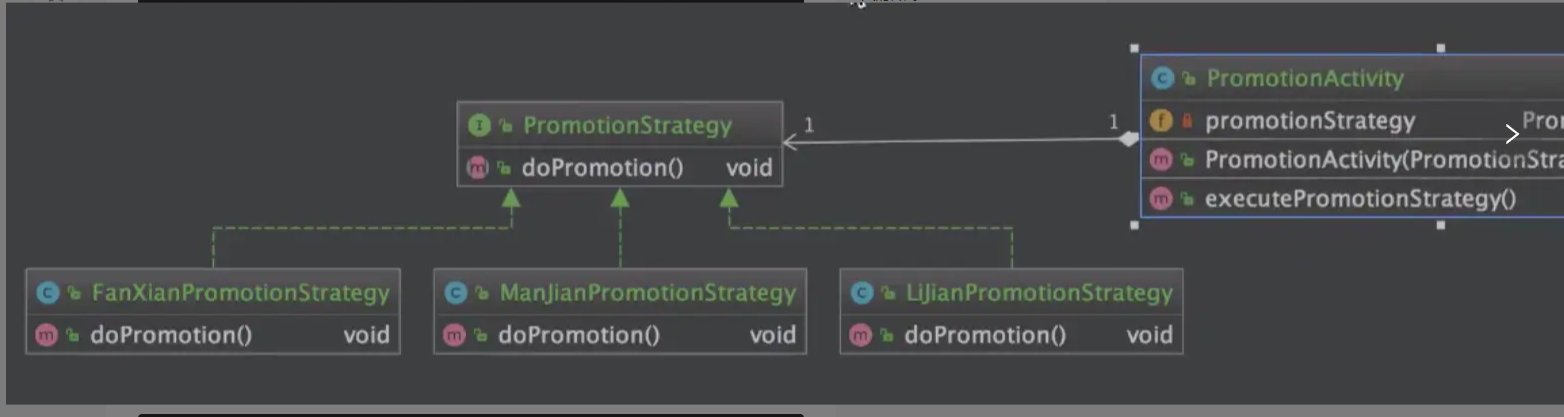 PromotionStrategy
doPromotion() void
1
1
PromotionActivity
promotionStrategy
PromotionActivity(PromotionStra
executePromotionStrategy()
FanXianPromotionStrategy
doPromotion() void
ManJianPromotionStrategy
doPromotion() void
LiJianPromotionStrategy
doPromotion() void